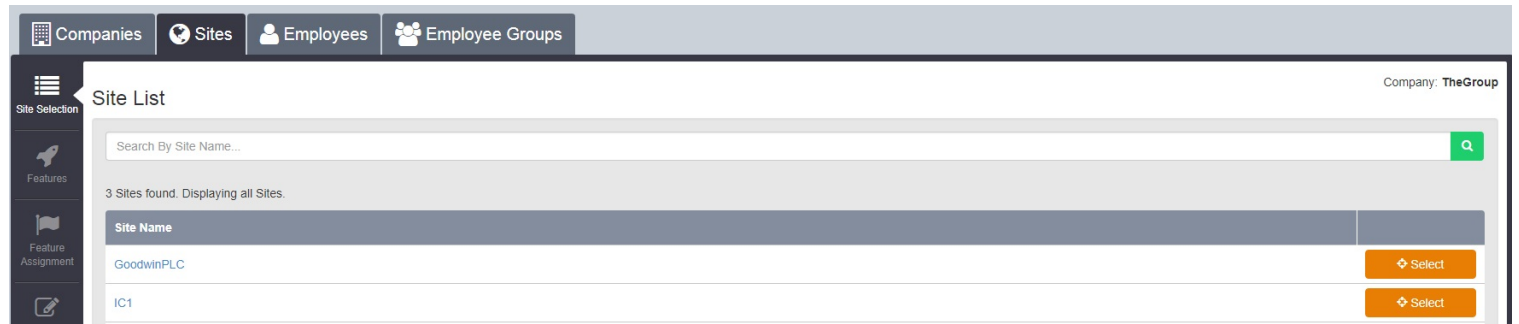 Companies
Sites
Employees
Employee Groups
Site Selection
Features
Feature
Assignment
Site List
Company: TheGroup
Search By Site Name...
3 Sites found. Displaying all Sites.
Site Name
GoodwinPLC
Select
IC1
Select